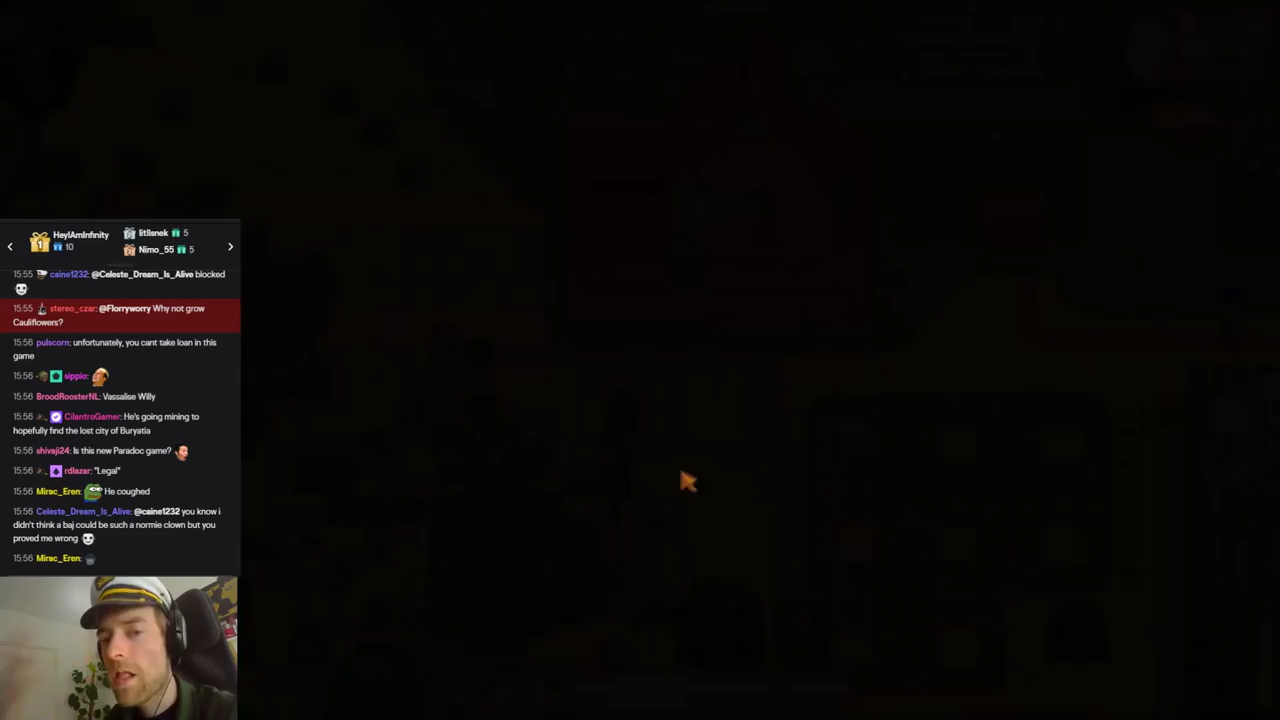 HeyIAmInfinity
10
litllsnek 5
Nimo_55 5
15:55 caine1232: @Celeste_Dream_Is_Alive blocked
15:55 stereo_czar: @Florryworry Why not grow
Cauliflowers?
15:56 pulscorn: unfortunately, you cant take loan in this
game
15:56 sippio:
15:56 BroodRoosterNL: Vassalise Willy
15:56 CilantroGamer: He's going mining to
hopefully find the lost city of Buryatia
15:56 shivaji24: Is this new Paradoc game?
15:56 rdlazar: "Legal"
15:56 Mirac_Eren: He coughed
15:56 Celeste_Dream_Is_Alive: @caine1232 you know i
didn't think a baj could be such a normie clown but you
proved me wrong
15:56 Mirac_Eren: